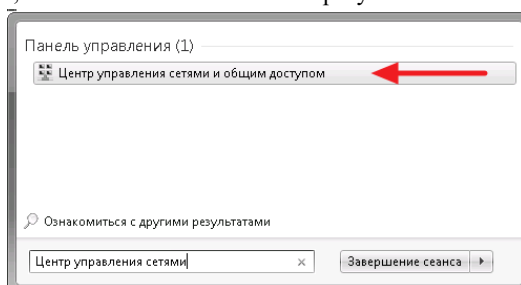 Панель управления (1)
Центр управления сетями и общим доступом
Ознакомиться с другими результатами
Центр управления сетями
Завершение сеанса